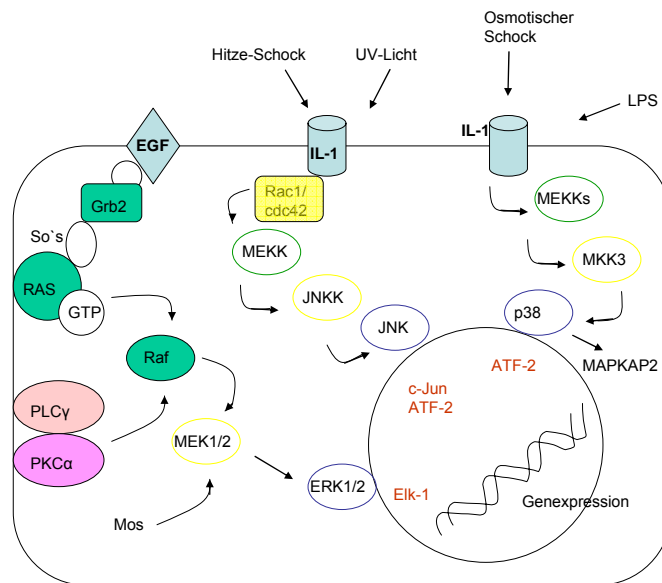 Osmotischer
Schock
Hitze-Schock
UV-Licht
LPS
EGF
IL-1
IL-1
Grb2
Rac1/
cdc42
MEKKs
So`s
MEKK
MKK3
RAS
GTP
JNKK
JNK
p38
Raf
ATF-2
MAPKAP2
c-Jun
ATF-2
PLCγ
PKCα
MEK1/2
ERK1/2
Elk-1
Genexpression
Mos